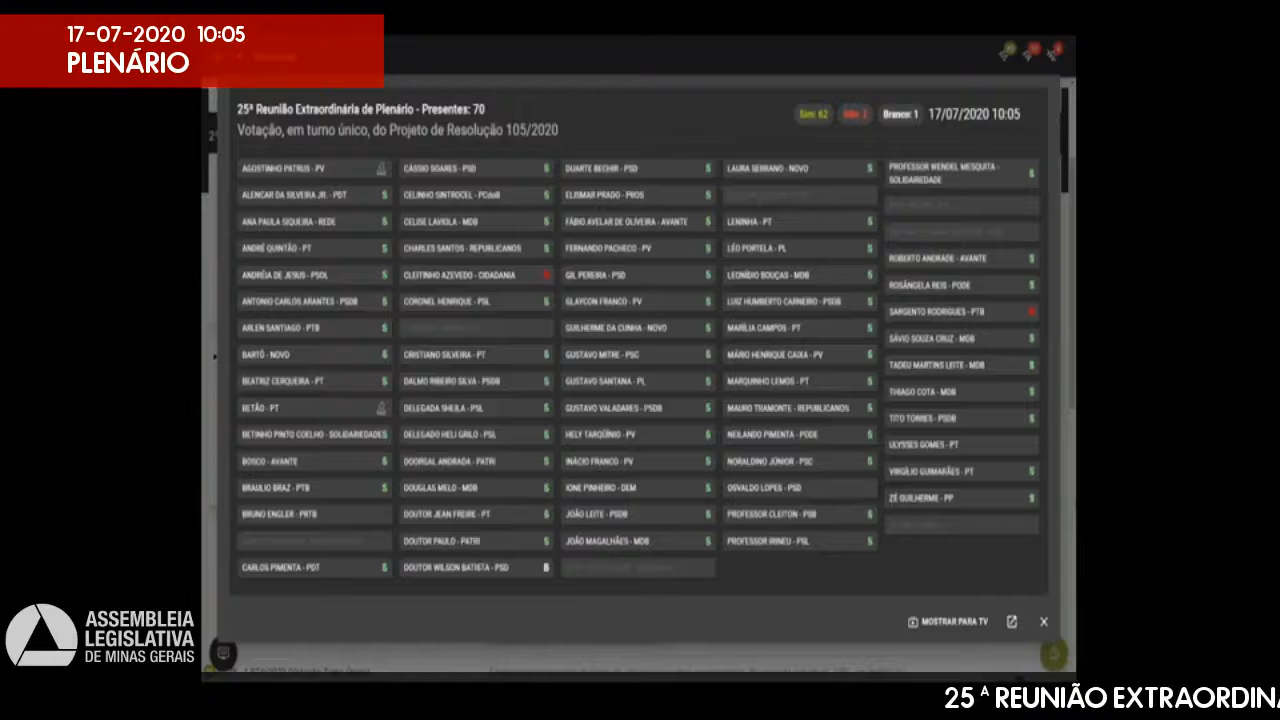 17-07-2020 10:05
PLENÁRIO
25ª Reunião Extraordinária de Plenário - Presentes: 70
Sim: 62
Branco: 1
17/07/2020 10:05
Votação, em turno único, do Projeto de Resolução 105/2020
AGOSTINHO PATRUS - PV
ALENCAR DA SILVEIRA JR. - PDT S
ANA PAULA SIQUEIRA - REDE S
ANDRÉ QUINTÃO - PT S
ANDRÉIA DE JESUS - PSOL S
ANTONIO CARLOS ARANTES - PSDB S
ARLEN SANTIAGO - PTB S
BARTÔ - NOVO S
BEATRIZ CERQUEIRA - PT S
BETÃO - PT
BETINHO PINTO COELHO - SOLIDARIEDADE S
BOSCO - AVANTE S
BRAULIO BRAZ - PTB S
BRUNO ENGLER - PRTB
CARLOS PIMENTA - PDT S
CÁSSIO SOARES - PSD S
CELINHO SINTROCEL - PCdoB S
CELISE LAVIOLA - MDB S
CHARLES SANTOS - REPUBLICANOS S
CLEITINHO AZEVEDO - CIDADANIA
CORONEL HENRIQUE - PSL S
CRISTIANO SILVEIRA - PT S
DALMO RIBEIRO SILVA - PSDB S
DELEGADA SHEILA - PSL S
DELEGADO HELI GRILO - PSL S
DOORGAL ANDRADA - PATRI S
DOUGLAS MELO - MDB S
DOUTOR JEAN FREIRE - PT S
DOUTOR PAULO - PATRI S
DOUTOR WILSON BATISTA - PSD B
DUARTE BECHIR - PSD S
ELISMAR PRADO - PROS S
FÁBIO AVELAR DE OLIVEIRA - AVANTE S
FERNANDO PACHECO - PV S
GIL PEREIRA - PSD S
GLAYCON FRANCO - PV S
GUILHERME DA CUNHA - NOVO S
GUSTAVO MITRE - PSC S
GUSTAVO SANTANA - PL S
GUSTAVO VALADARES - PSDB S
HELY TARQÜÍNIO - PV S
INÁCIO FRANCO - PV S
IONE PINHEIRO - DEM S
JOÃO LEITE - PSDB S
JOÃO MAGALHÃES - MDB S
LAURA SERRANO - NOVO S
LENINHA - PT S
LÉO PORTELA - PL S
LEONÍDIO BOUÇAS - MDB S
LUIZ HUMBERTO CARNEIRO - PSDB S
MARÍLIA CAMPOS - PT S
MÁRIO HENRIQUE CAIXA - PV S
MARQUINHO LEMOS - PT S
MAURO TRAMONTE - REPUBLICANOS S
NEILANDO PIMENTA - PODE S
NORALDINO JÚNIOR - PSC S
OSVALDO LOPES - PSD
PROFESSOR CLEITON - PSB S
PROFESSOR IRINEU - PSL S
PROFESSOR WENDEL MESQUITA -
SOLIDARIEDADE S
ROBERTO ANDRADE - AVANTE S
ROSÂNGELA REIS - PODE S
SARGENTO RODRIGUES - PTB
SÁVIO SOUZA CRUZ - MDB S
TADEU MARTINS LEITE - MDB S
THIAGO COTA - MDB S
TITO TORRES - PSDB S
ULYSSES GOMES - PT
VIRGÍLIO GUIMARÃES - PT S
ZÉ GUILHERME - PP S
MOSTRAR PARA TV
ASSEMBLEIA
LEGISLATIVA
DE MINAS GERAIS
25 ª REUNIÃO EXTRAORDIN